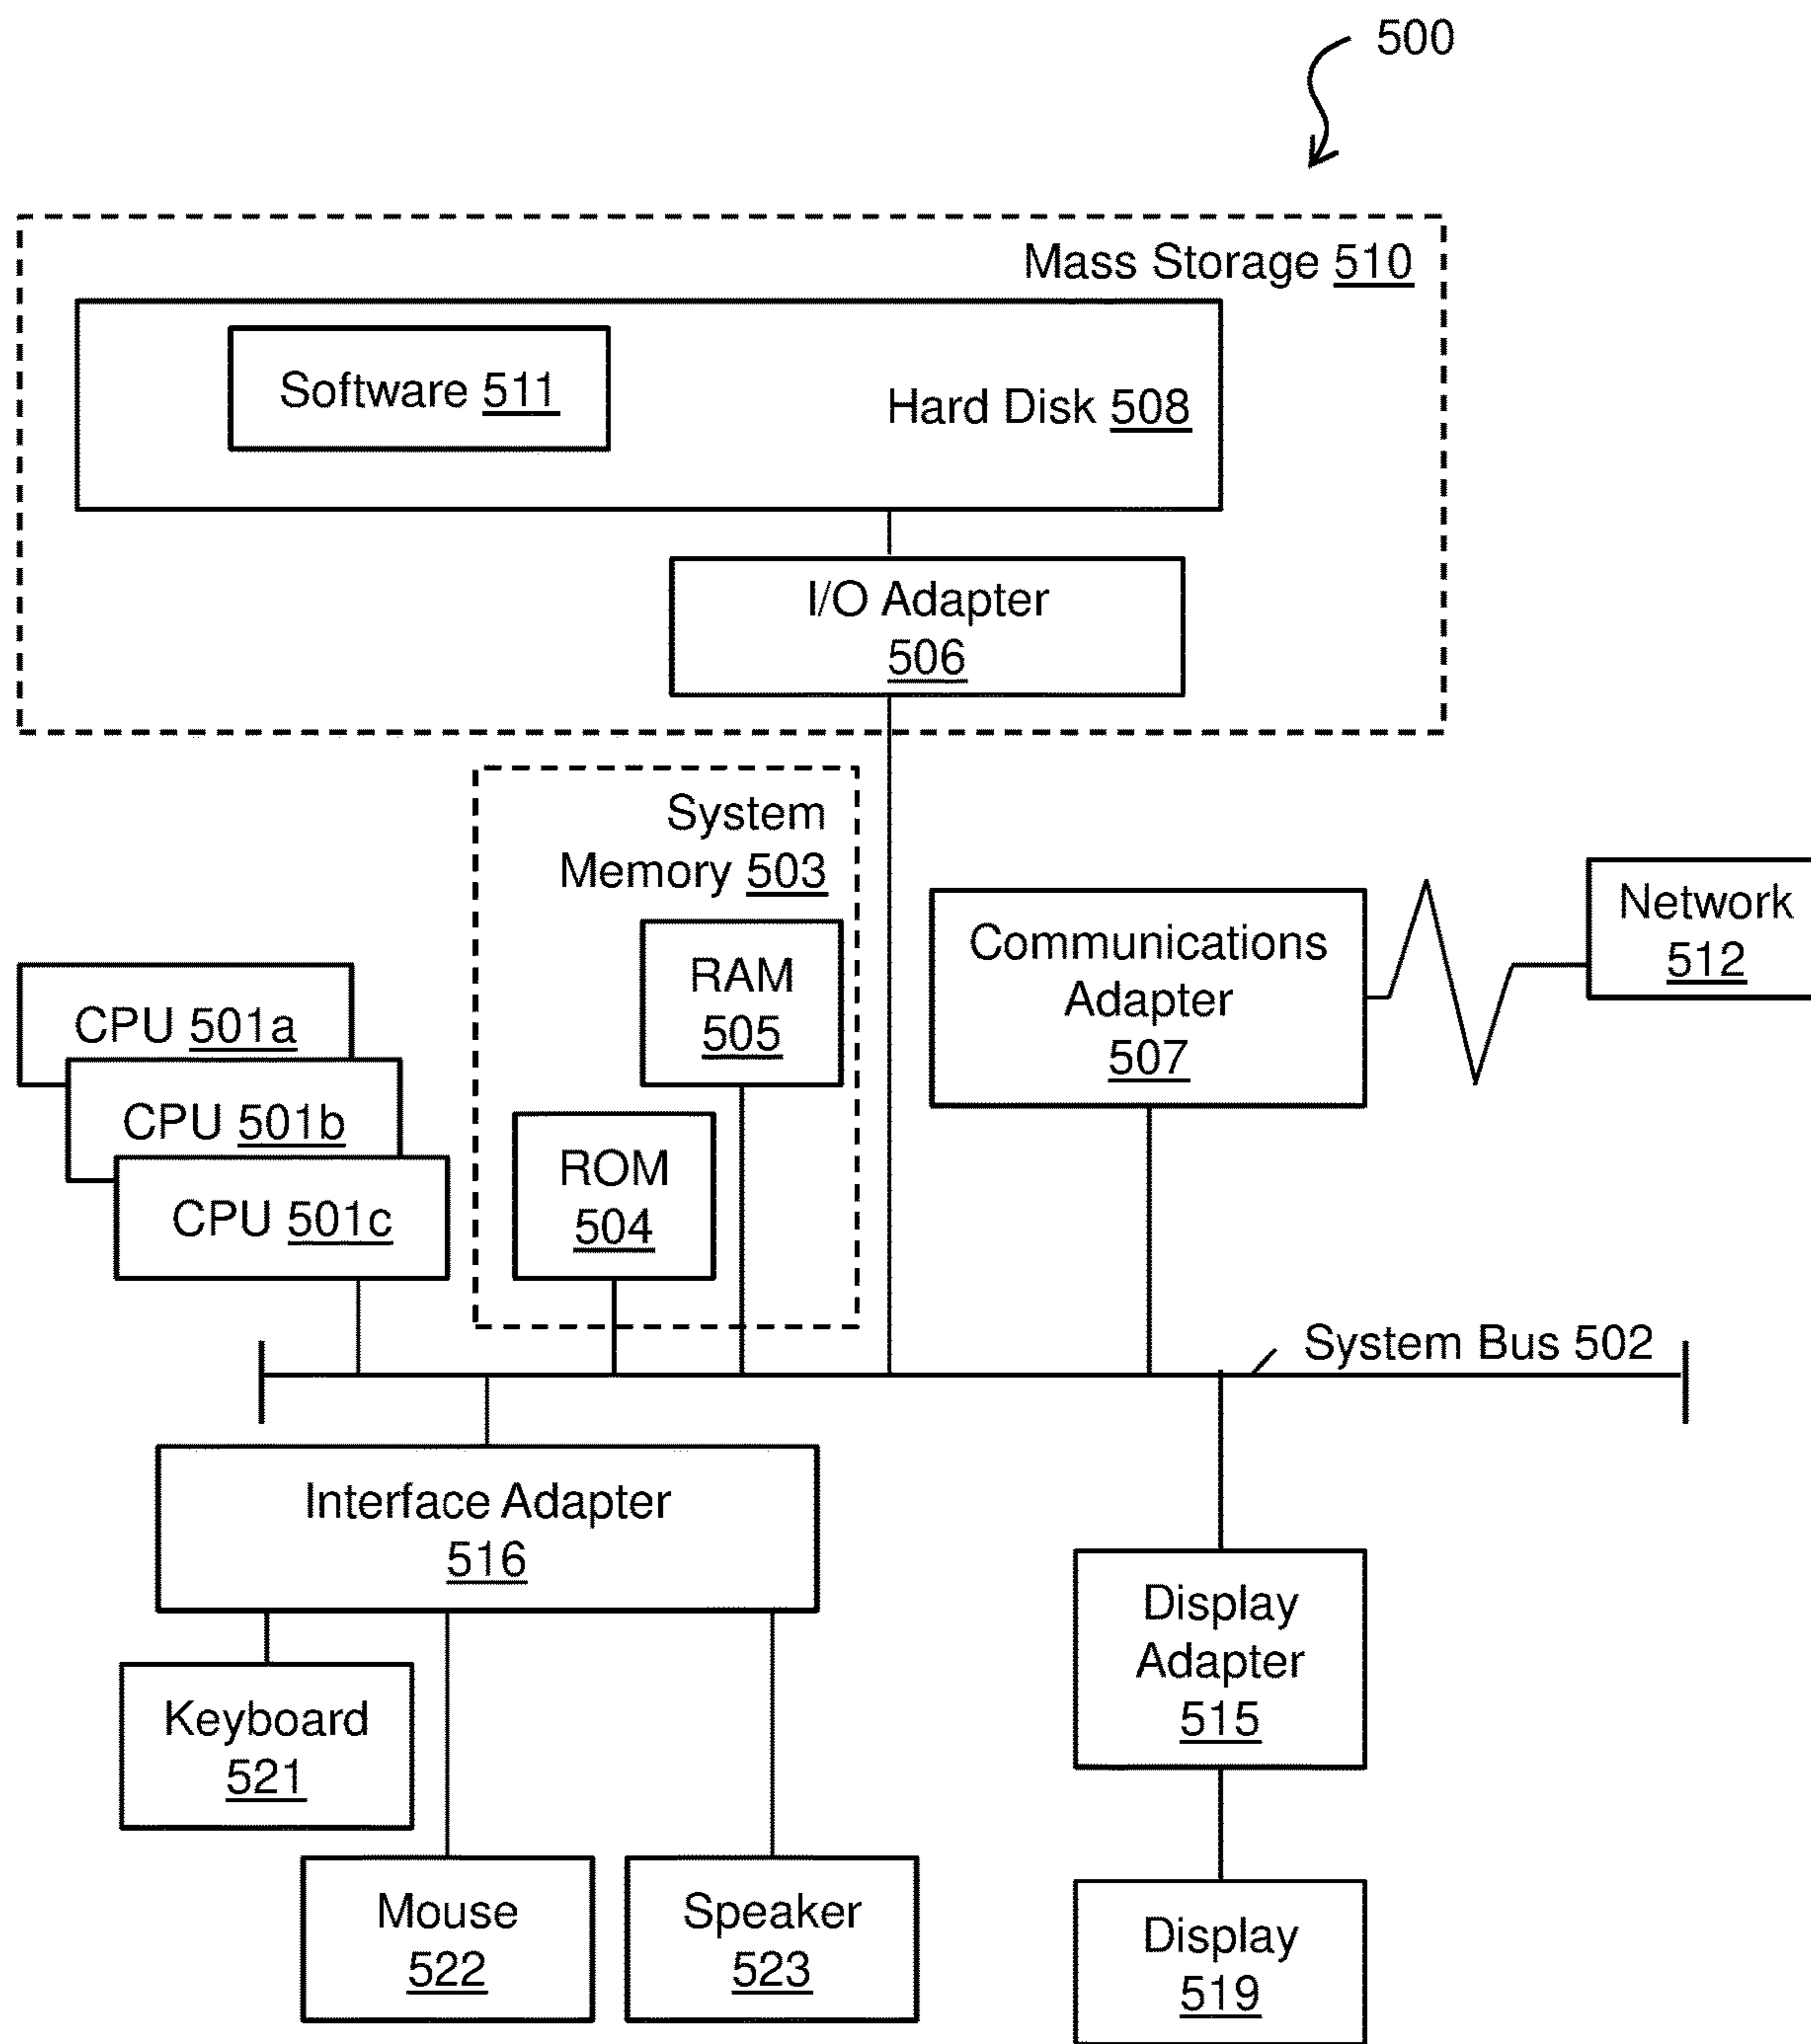 500
Mass Storage 510
Software 511
Hard Disk 508
I/O Adapter
506
System
Memory 503
RAM
505
ROM
504
CPU 501a
CPU 501b
CPU 501c
Communications
Adapter
507
Network
512
System Bus 502
Interface Adapter
516
Display
Adapter
515
Keyboard
521
Mouse
522
Speaker
523
Display
519